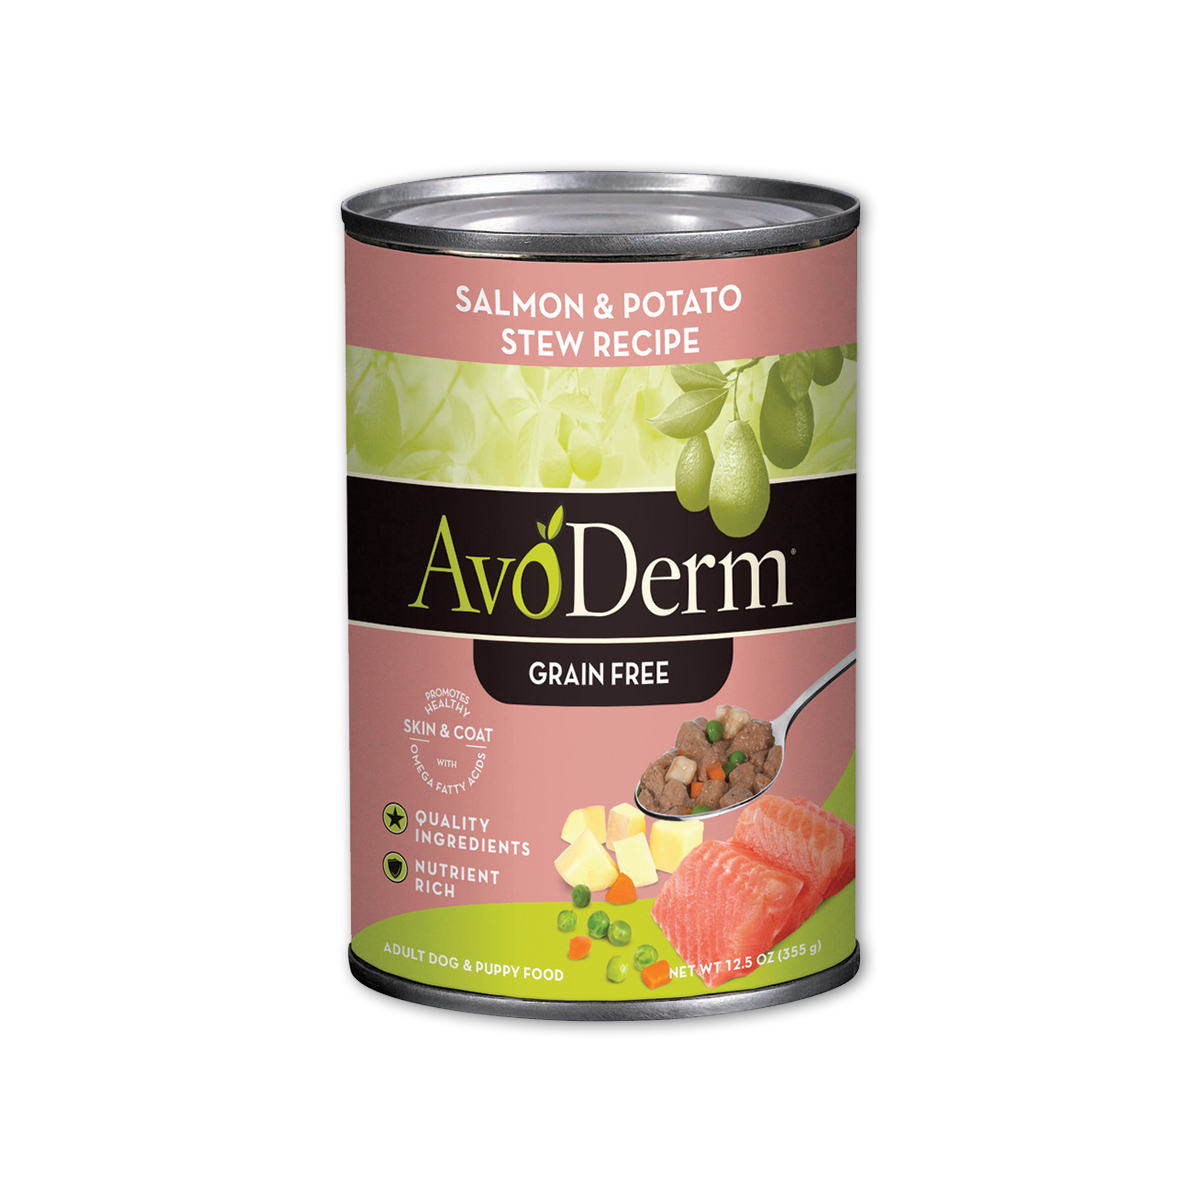 SALMON & POTATO
STEW RECIPE
AvoDerm®
GRAIN FREE
PROMOTES
HEALTHY
SKIN & COAT
WITH
OMEGA FATTY ACIDS
QUALITY
INGREDIENTS
NUTRIENT
RICH
ADULT DOG & PUPPY FOOD
NET WT 12.5 OZ (355 g)